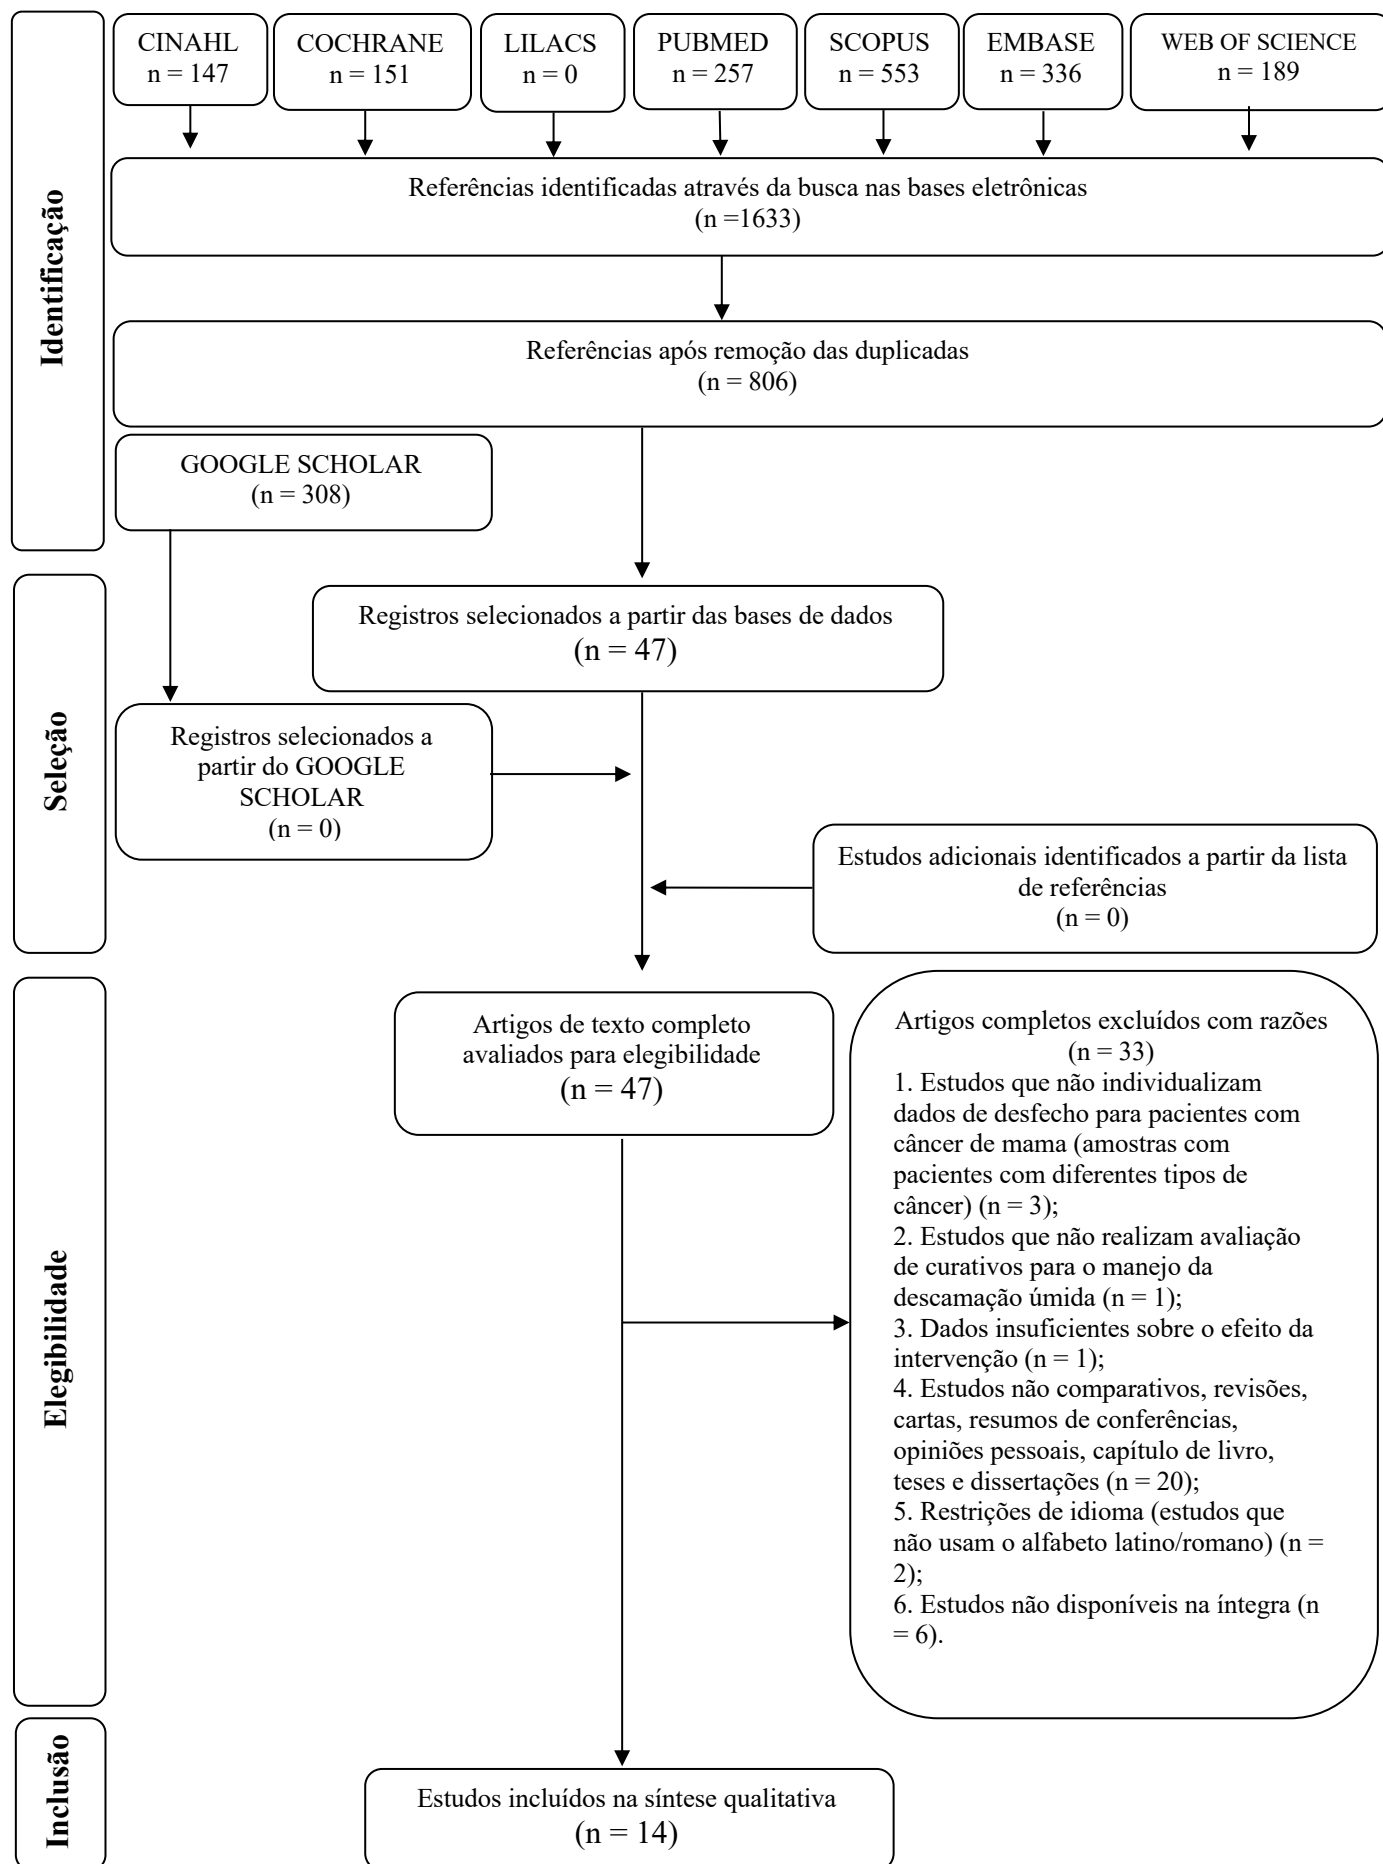 Identificação
CINAHL
n = 147
COCHRANE
n = 151
LILACS
n = 0
PUBMED
n = 257
SCOPUS
n = 553
EMBASE
n = 336
WEB OF SCIENCE
n = 189
Referências identificadas através da busca nas bases eletrônicas
(n =1633)
Referências após remoção das duplicadas
(n = 806)
GOOGLE SCHOLAR
(n = 308)
Seleção
Registros selecionados a partir das bases de dados
(n = 47)
Registros selecionados a
partir do GOOGLE
SCHOLAR
(n = 0)
Estudos adicionais identificados a partir da lista
de referências
(n = 0)
Elegibilidade
Artigos de texto completo
avaliados para elegibilidade
(n = 47)
Artigos completos excluídos com razões
(n = 33)
1. Estudos que não individualizam
dados de desfecho para pacientes com
câncer de mama (amostras com
pacientes com diferentes tipos de
câncer) (n = 3);
2. Estudos que não realizam avaliação
de curativos para o manejo da
descamação úmida (n = 1);
3. Dados insuficientes sobre o efeito da
intervenção (n = 1);
4. Estudos não comparativos, revisões,
cartas, resumos de conferências,
opiniões pessoais, capítulo de livro,
teses e dissertações (n = 20);
5. Restrições de idioma (estudos que
não usam o alfabeto latino/romano) (n =
2);
6. Estudos não disponíveis na íntegra (n
= 6).
Inclusão
Estudos incluídos na síntese qualitativa
(n = 14)